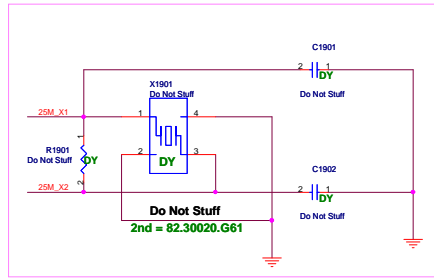 C1901
2 1
DY
X1901
Do Not Stuff
Do Not Stuff
25M_X1
1 4
1
R1901
Do Not Stuff
DY
2 3
DY
2
25M_X2
C1902
2 1
DY
Do Not Stuff
Do Not Stuff
2nd = 82.30020.G61